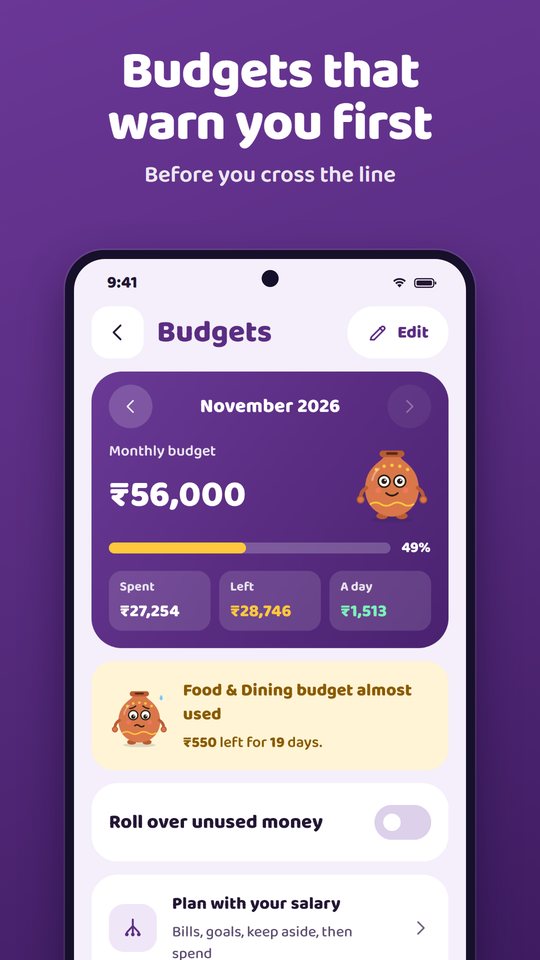 Budgets that
warn you first
Before you cross the line
9:41
Budgets
Edit
November 2026
Monthly budget
₹56,000
49%
Spent
₹27,254
Left
₹28,746
A day
₹1,513
Food & Dining budget almost
used
₹550 left for 19 days.
Roll over unused money
Plan with your salary
Bills, goals, keep aside, then
spend